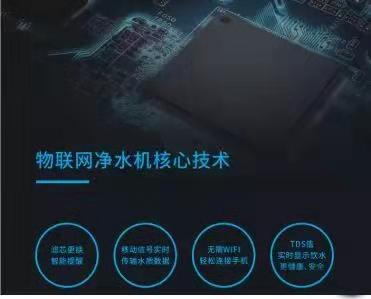 物联网净水机核心技术
滤芯更换
智能提醒
移动信号实时
传输水质数据
无限WIFI
轻松连接手机
TDS值
实时显示饮水
更健康、安全